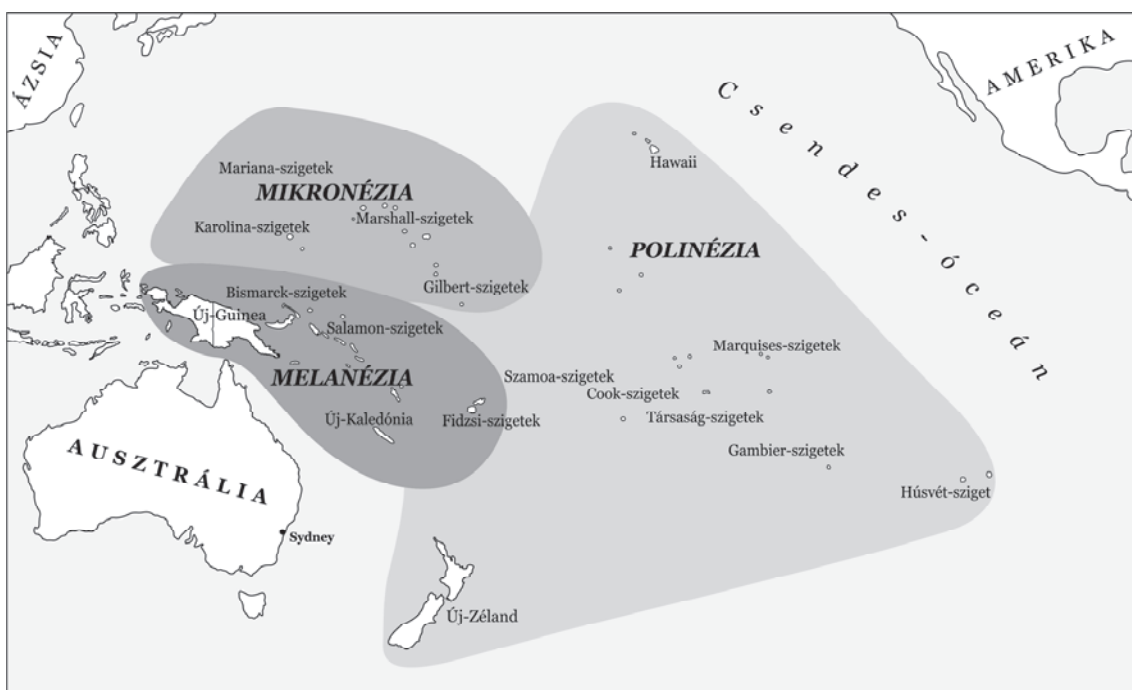 ÁZSIA
AMERIKA
Csendes-óceán
Hawaii
Mariana-szigetek
MIKRONÉZIA
Marshall-szigetek
Karolina-szigetek
POLINÉZIA
Gilbert-szigetek
Bismarck-szigetek
Új-Guinea
Salamon-szigetek
Marquises-szigetek
MELANÉZIA
Szamoa-szigetek
Cook-szigetek
Új-Kaledónia
Fidzsi-szigetek
Társaság-szigetek
AUSZTRÁLIA
Gambier-szigetek
Húsvét-sziget
Sydney
Új-Zéland